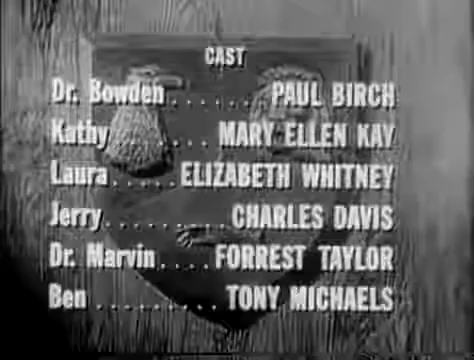 CAST
Dr. Bowden.......PAUL BIRCH
Kathy.......MARY ELLEN KAY
Laura.....ELIZABETH WHITNEY
Jerry.........CHARLES DAVIS
Dr. Marvin....FORREST TAYLOR
Ben.........TONY MICHAELS